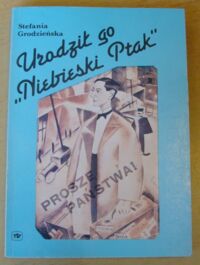 Stefania
Grodzieńska
Urodził go
"Niebieski Ptak"
PROSZĘ
PAŃSTWA!